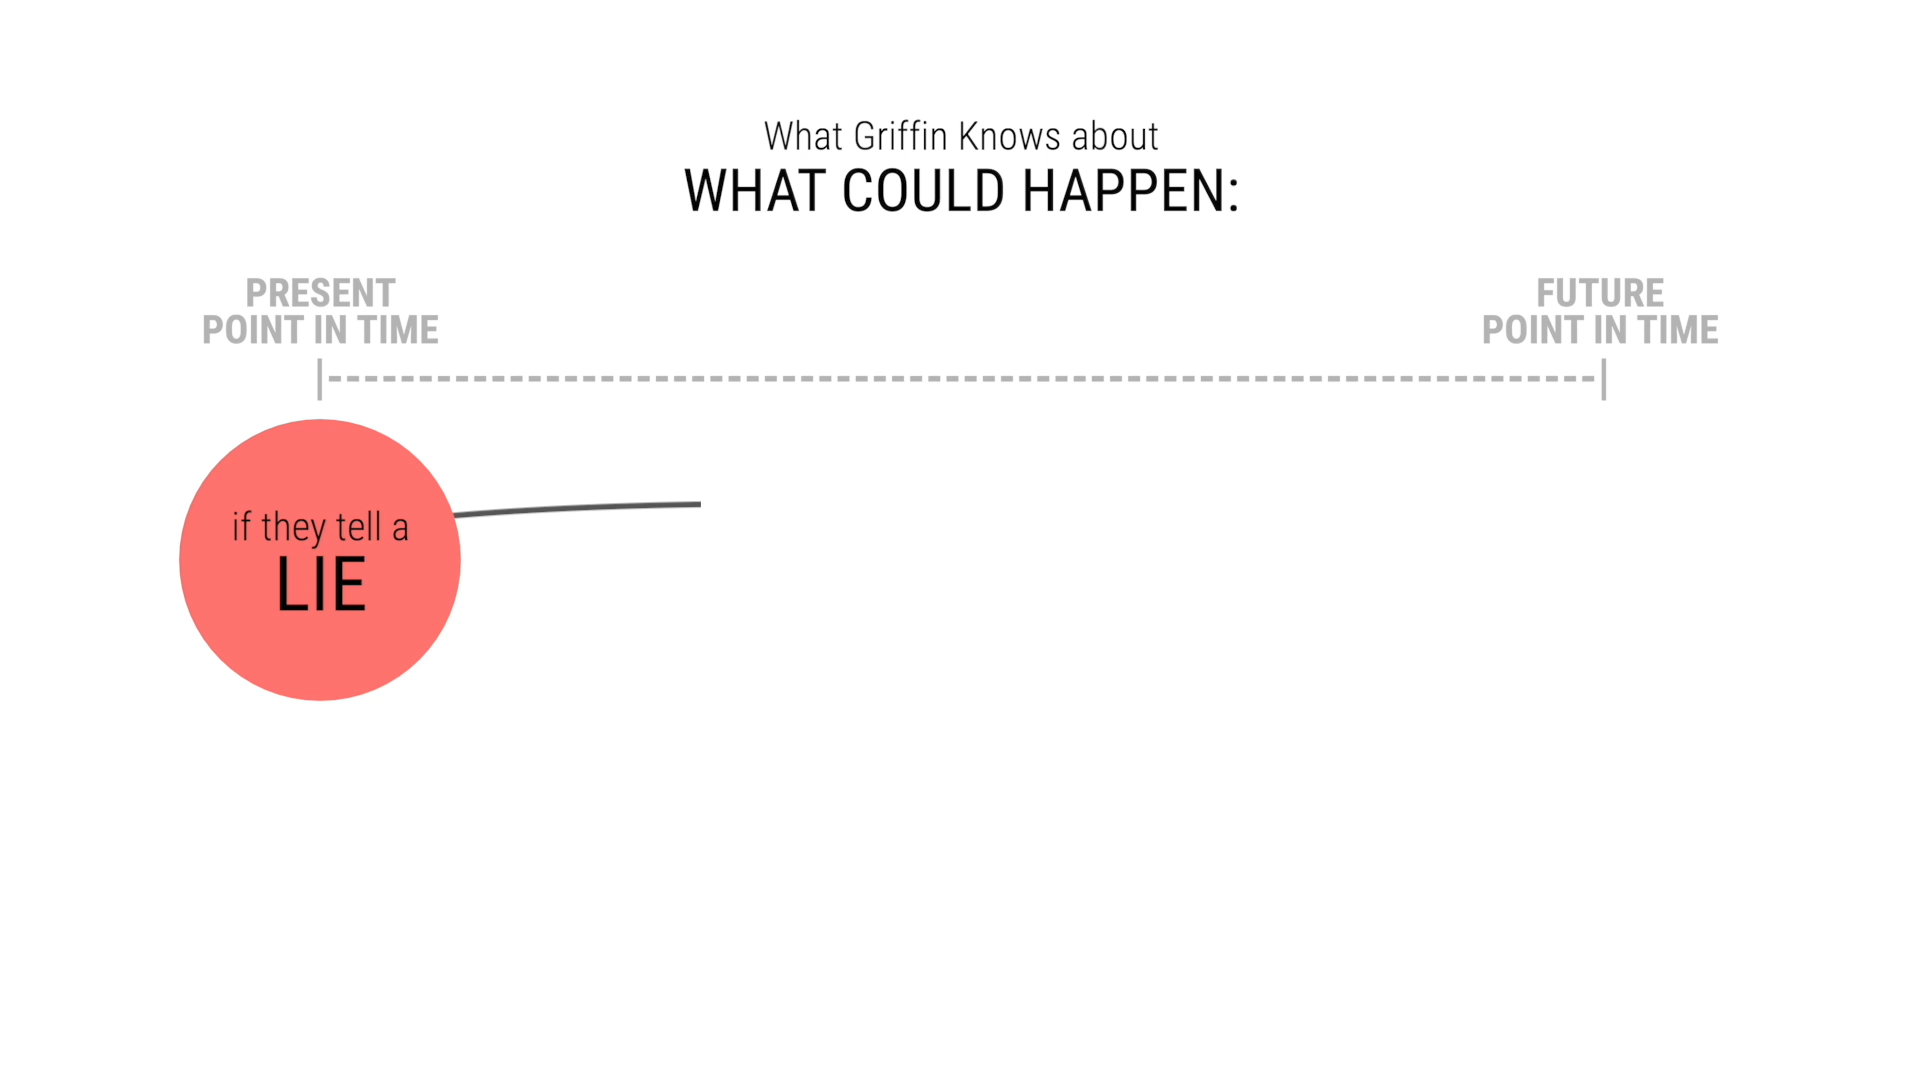 What Griffin Knows about
WHAT COULD HAPPEN:
PRESENT
POINT IN TIME
FUTURE
POINT IN TIME
if they tell a
LIE